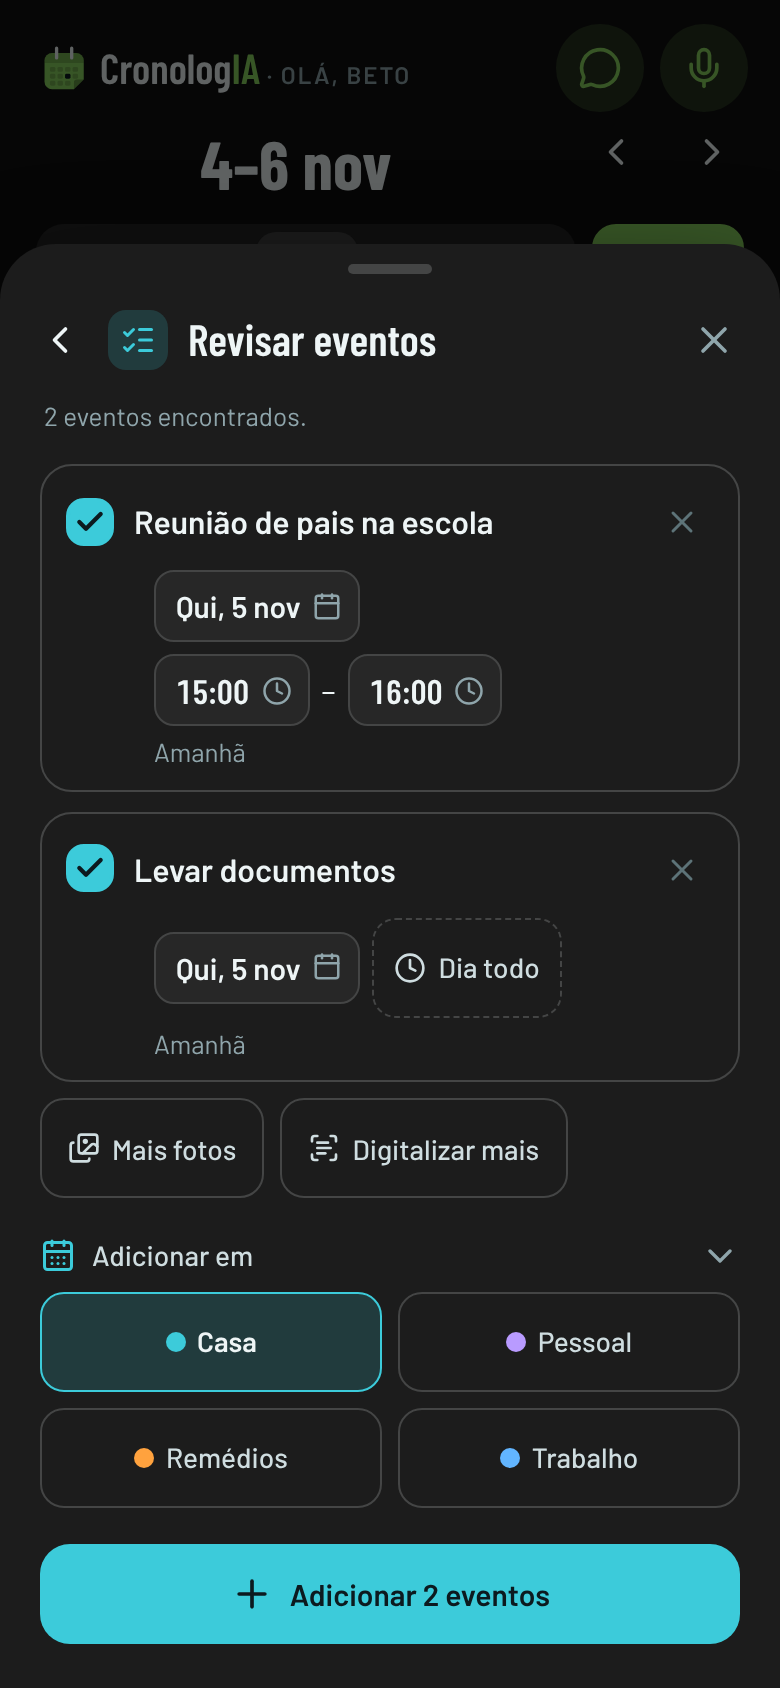 CronologIA · OLÁ, BETO
4–6 nov
Revisar eventos
2 eventos encontrados.
Reunião de pais na escola
Qui, 5 nov
15:00 – 16:00
Amanhã
Levar documentos
Qui, 5 nov Dia todo
Amanhã
Mais fotos Digitalizar mais
Adicionar em
Casa Pessoal
Remédios Trabalho
Adicionar 2 eventos